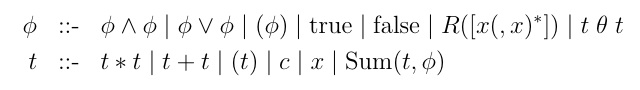 ϕ ::- ϕ ∧ ϕ | ϕ ∨ ϕ | (ϕ) | true | false | R([x(, x)*]) | t θ t
t ::- t ∗ t | t + t | (t) | c | x | Sum(t, ϕ)